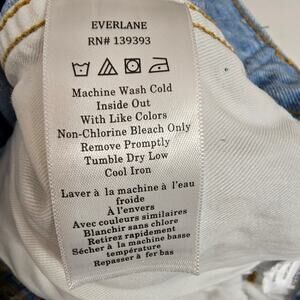 EVERLANE
RN# 139393
Machine Wash Cold
Inside Out
With Like Colors
Non-Chlorine Bleach Only
Remove Promptly
Tumble Dry Low
Cool Iron
Laver à la machine à l'eau
froide
À l'envers
Avec couleurs similaires
Blanchir sans chlore
Retirez rapidement
Sécher à la machine basse
température
Repasser à fer bas